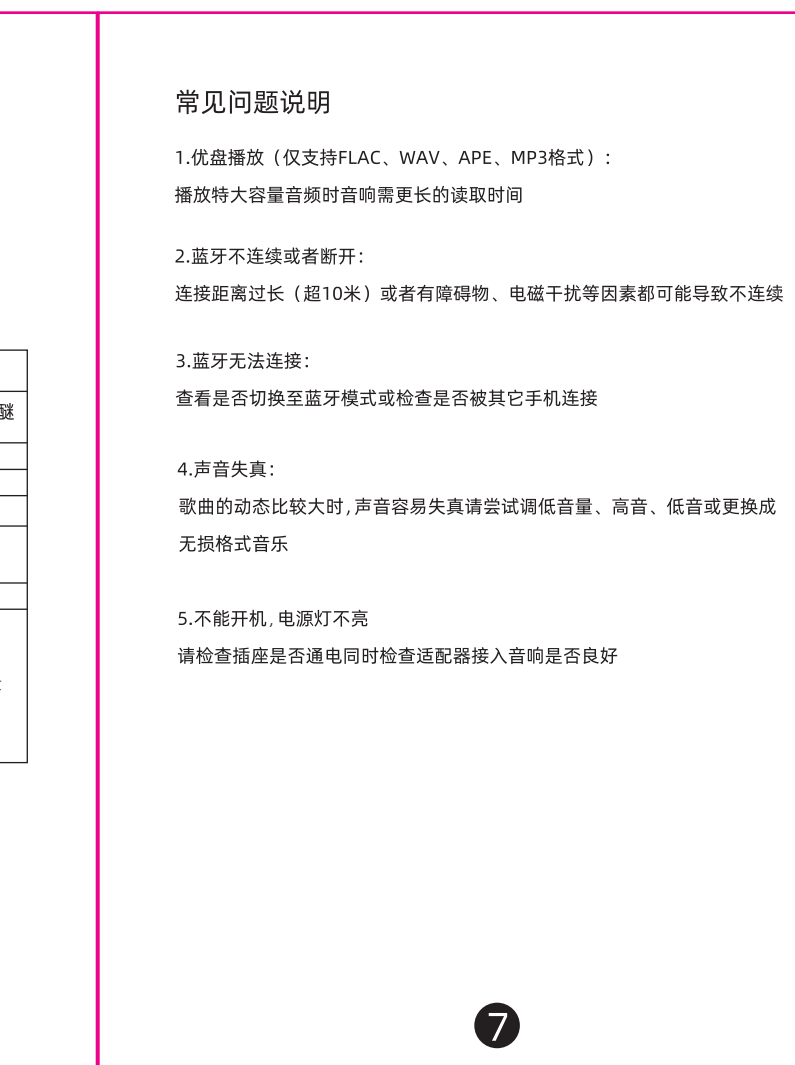 常见问题说明
1.优盘播放（仅支持FLAC、WAV、APE、MP3格式）:
播放特大容量音频时音响需更长的读取时间
2.蓝牙不连续或者断开:
连接距离过长（超10米）或者有障碍物、电磁干扰等因素都可能导致不连续
3.蓝牙无法连接:
查看是否切换至蓝牙模式或检查是否被其它手机连接
4.声音失真:
歌曲的动态比较大时,声音容易失真请尝试调低音量、高音、低音或更换成
无损格式音乐
5.不能开机,电源灯不亮
请检查插座是否通电同时检查适配器接入音响是否良好
7